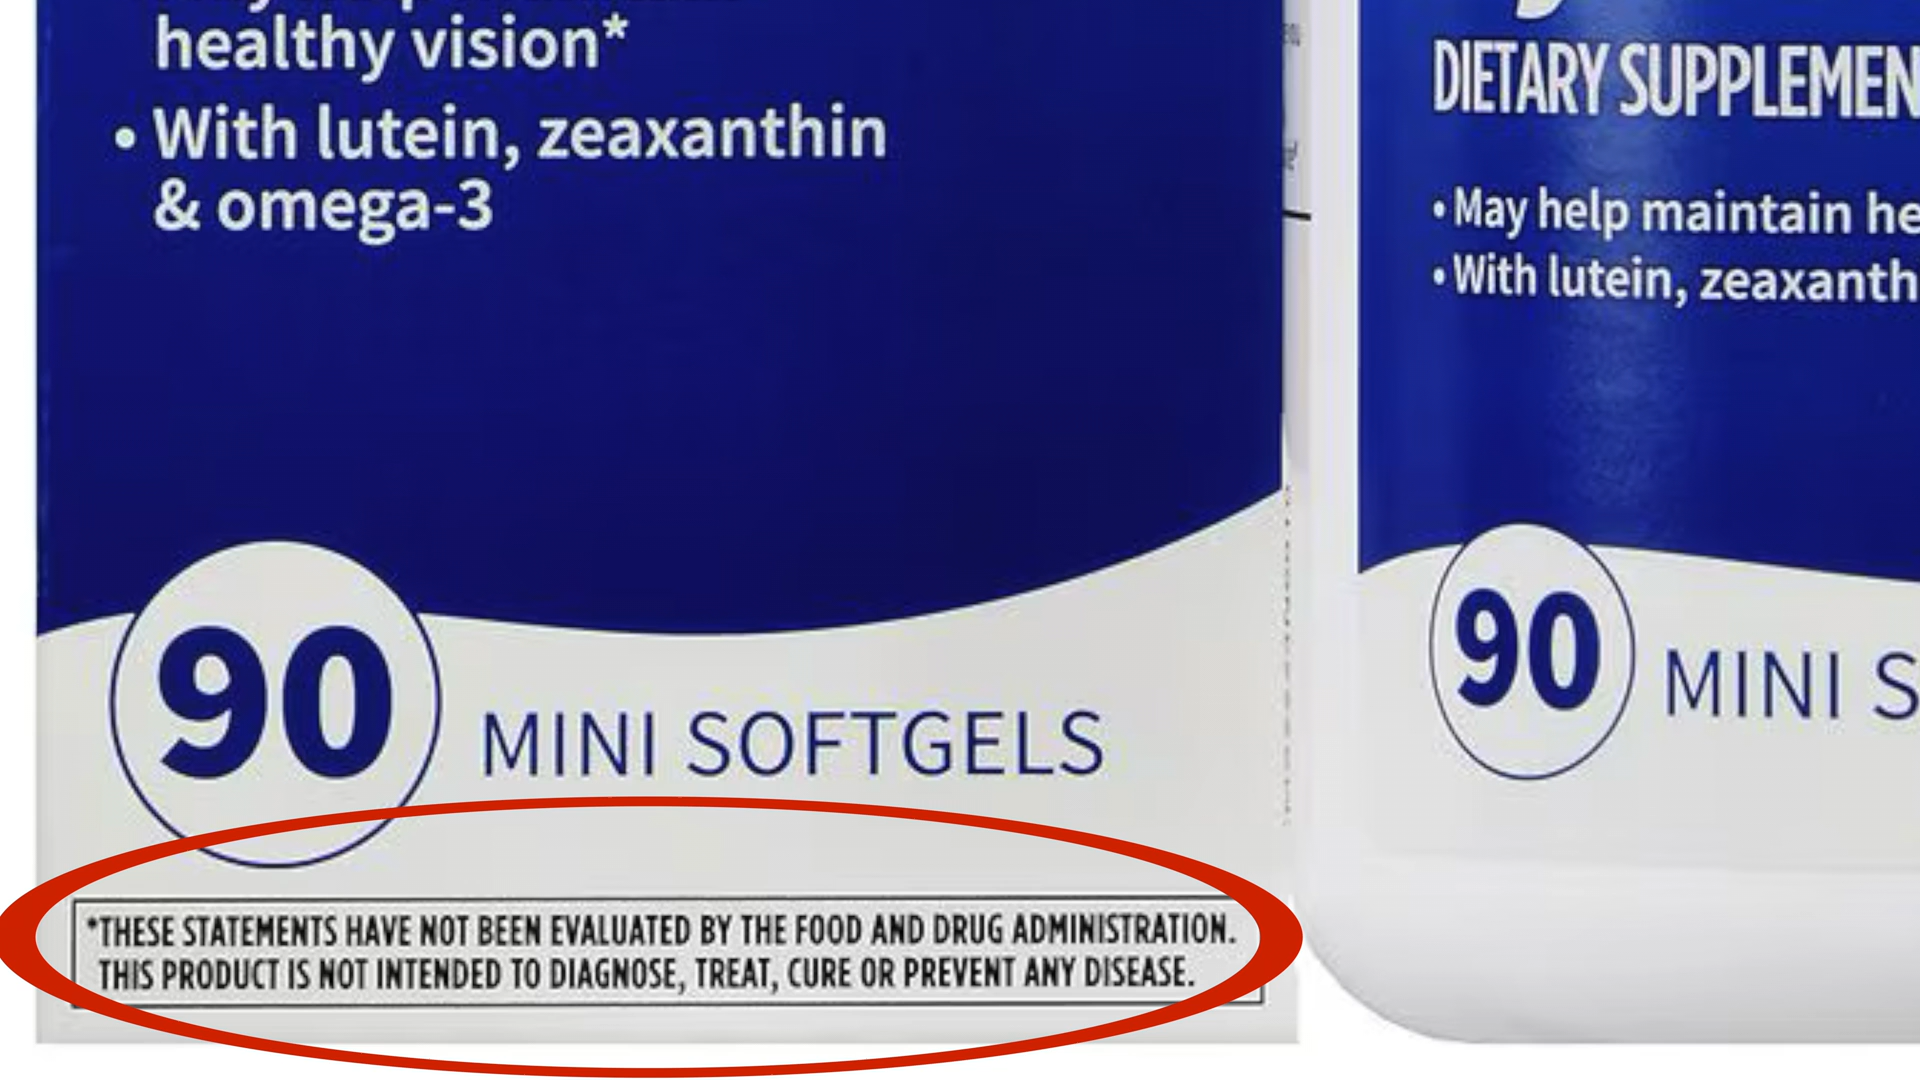 healthy vision*
• With lutein, zeaxanthin
& omega-3
90
MINI SOFTGELS
*THESE STATEMENTS HAVE NOT BEEN EVALUATED BY THE FOOD AND DRUG ADMINISTRATION.
THIS PRODUCT IS NOT INTENDED TO DIAGNOSE, TREAT, CURE OR PREVENT ANY DISEASE.
DIETARY SUPPLEMEN
• May help maintain he
• With lutein, zeaxanth
90
MINI S